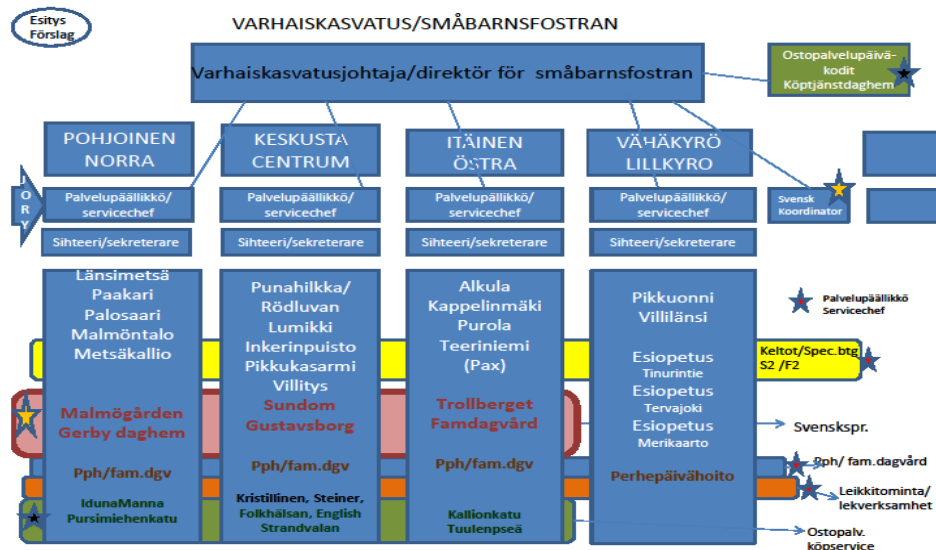 Esitys
Förslag
VARHAISKASVATUS/SMÅBARNSFOSTRAN
Varhaiskasvatusjohtaja/direktör för småbarnsfostran
Ostopalvelupäivä-
kodit
Köptjänstdaghem
POHJOINEN
NORRA
KESKUSTA
CENTRUM
ITÄINEN
ÖSTRA
VÄHÄKYRÖ
LILLKYRO
JORY
Palvelupäällikkö/
servicechef
Palvelupäällikkö/
servicechef
Palvelupäällikkö/
servicechef
Palvelupäällikkö/
servicechef
Svensk
Koordinator
Sihteeri/sekreterare
Sihteeri/sekreterare
Sihteeri/sekreterare
Sihteeri/sekreterare
Länsimetsä
Paakari
Palosaari
Malmöntalo
Metsäkallio
Malmögården
Gerby daghem
Pph/fam.dgv
IdunaManna
Pursimiehenkatu
Punahilkka/
Rödluvan
Lumikki
Inkerinpuisto
Pikkukasarmi
Villitys
Sundom
Gustavsborg
Pph/fam.dgv
Kristillinen, Steiner,
Folkhälsan, English
Strandvalan
Alkula
Kappelinmäki
Purola
Teeriniemi
(Pax)
Trollberget
Famdagvård
Pph/fam.dgv
Kallionkatu
Tuulenpseä
Pikkuonni
Villilänsi
Esiopetus
Tinurintie
Esiopetus
Tervajoki
Esiopetus
Merikaarto
Perhepäivähoito
Palvelupäällikkö
Servicechef
Keltot/Spec.btg
S2 /F2
Svenskspr.
Pph/ fam.dagvård
Leikkitominta/
lekverksamhet
Ostopalv.
köpservice